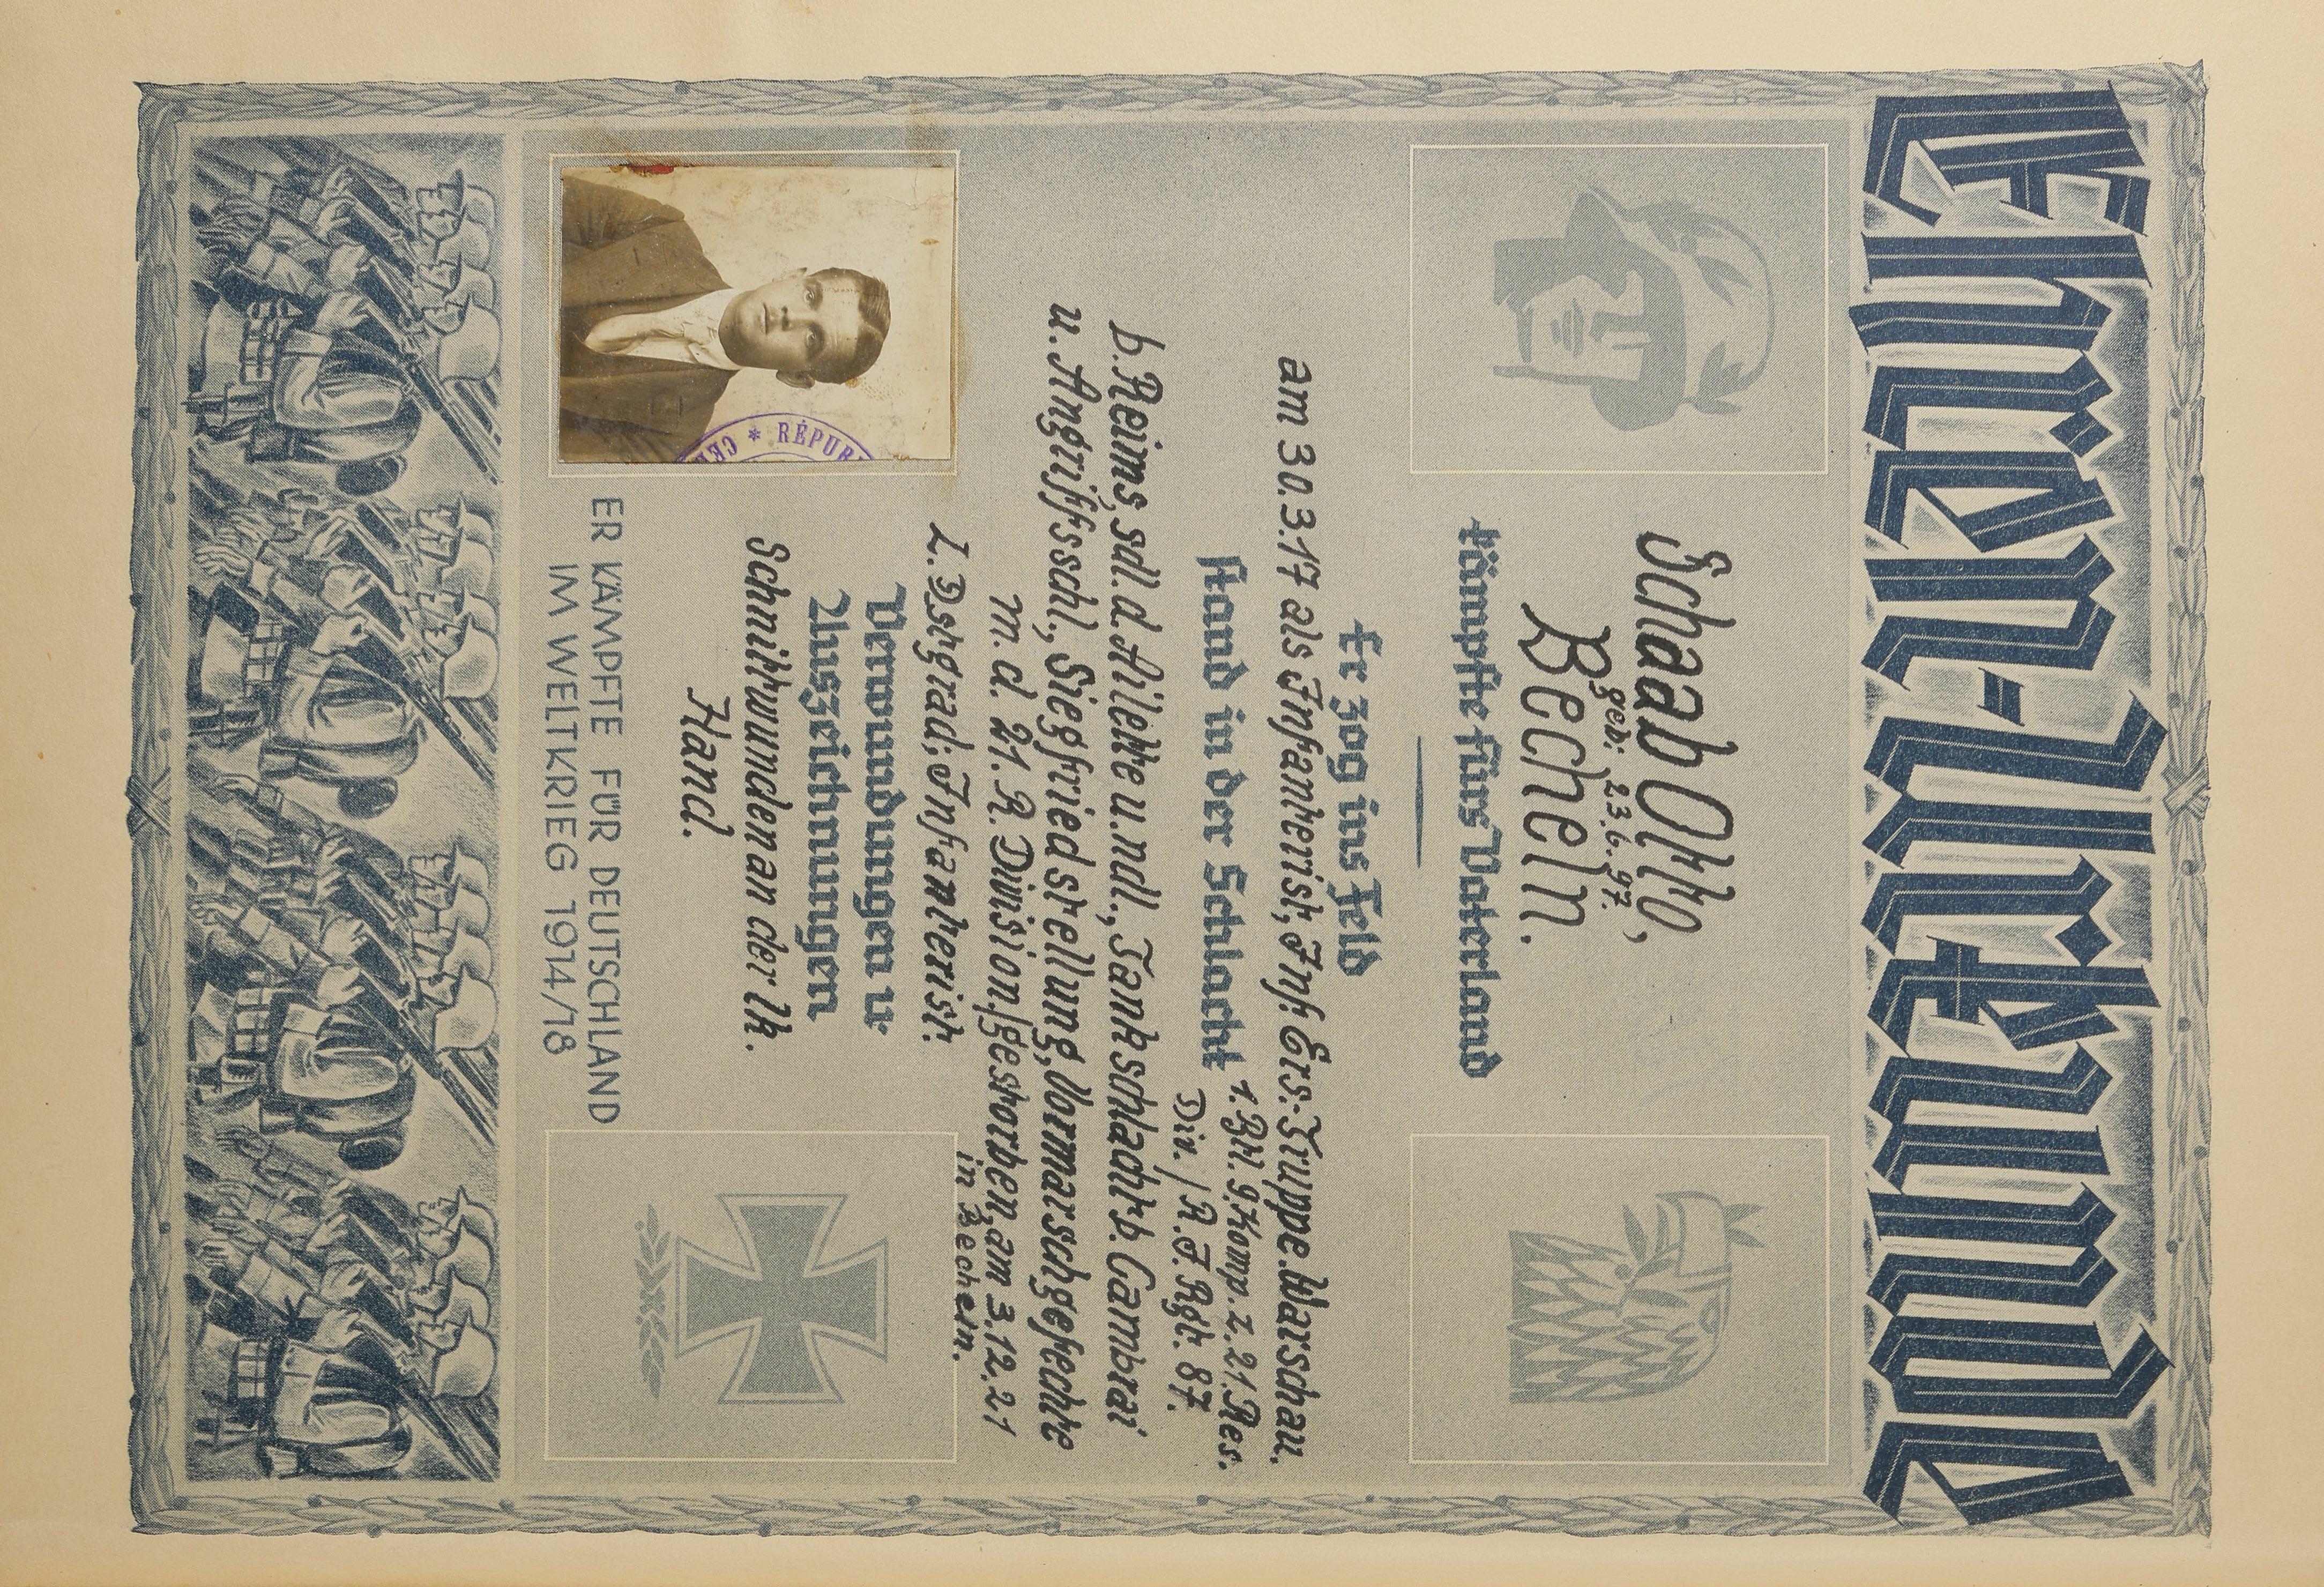 Ehren-Urkunde
Schaab Otto,
geb: 23.6.97.
Becheln.
kämpfte fürs Vaterland
Er zog ins Feld
am 30.3.17 als Infanterist, Inf. Ers.-Truppe. Warschau.
Stand in der Schlacht 1. BM. 9. Komp. z. 21. Res.
Div. / R. I. Rgt. 87.
b. Reims, sdl. d. Ailette u. ndl., Tankschlacht b. Cambrai
u. Angriffsschl., Siegfriedstellung, Vormarschgefechte
m. d. 21. R. Division, gestorben, am 3.12.21
in Becheln.
L. Dstgrad: Infanterist.
Verwundungen u.
Auszeichnungen
Schnittwunden an der lk.
Hand.
RÉPUB
ER KÄMPFTE FÜR DEUTSCHLAND
IM WELTKRIEG 1914/18